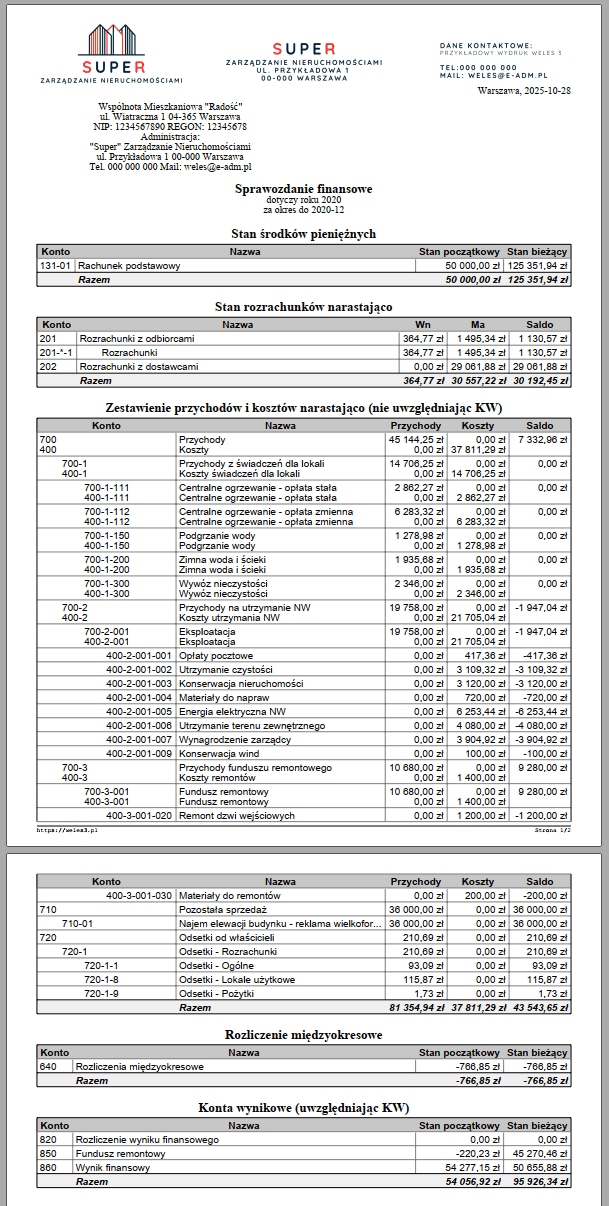 SUPER
ZARZĄDZANIE NIERUCHOMOŚCIAMI
SUPER
ZARZĄDZANIE NIERUCHOMOŚCIAMI
UL. PRZYKŁADOWA 1
00-000 WARSZAWA
DANE KONTAKTOWE:
PRZYKŁADOWY WYDRUK WELES 3
TEL:000 000 000
MAIL: WELES@E-ADM.PL
Warszawa, 2025-10-28
Wspólnota Mieszkaniowa "Radość"
ul. Wiatraczna 1 04-365 Warszawa
NIP: 1234567890 REGON: 12345678
Administracja:
"Super" Zarządzanie Nieruchomościami
ul. Przykładowa 1 00-000 Warszawa
Tel. 000 000 000 Mail: weles@e-adm.pl
Sprawozdanie finansowe
dotyczy roku 2020
za okres do 2020-12
Stan środków pieniężnych
Konto Nazwa Stan początkowy Stan bieżący
131-01 Rachunek podstawowy 50 000,00 zł 125 351,94 zł
Razem 50 000,00 zł 125 351,94 zł
Stan rozrachunków narastająco
Konto Nazwa Wn Ma Saldo
201 Rozrachunki z odbiorcami 364,77 zł 1 495,34 zł 1 130,57 zł
201-*-1 Rozrachunki 364,77 zł 1 495,34 zł 1 130,57 zł
202 Rozrachunki z dostawcami 0,00 zł 29 061,88 zł 29 061,88 zł
Razem 364,77 zł 30 557,22 zł 30 192,45 zł
Zestawienie przychodów i kosztów narastająco (nie uwzględniając KW)
Konto Nazwa Przychody Koszty Saldo
700 Przychody 45 144,25 zł 0,00 zł 7 332,96 zł
400 Koszty 0,00 zł 37 811,29 zł
700-1 Przychody z świadczeń dla lokali 14 706,25 zł 0,00 zł 0,00 zł
400-1 Koszty świadczeń dla lokali 0,00 zł 14 706,25 zł
700-1-111 Centralne ogrzewanie - opłata stała 2 862,27 zł 0,00 zł 0,00 zł
400-1-111 Centralne ogrzewanie - opłata stała 0,00 zł 2 862,27 zł
700-1-112 Centralne ogrzewanie - opłata zmienna 6 283,32 zł 0,00 zł 0,00 zł
400-1-112 Centralne ogrzewanie - opłata zmienna 0,00 zł 6 283,32 zł
700-1-150 Podgrzanie wody 1 278,98 zł 0,00 zł 0,00 zł
400-1-150 Podgrzanie wody 0,00 zł 1 278,98 zł
700-1-200 Zimna woda i ścieki 1 935,68 zł 0,00 zł 0,00 zł
400-1-200 Zimna woda i ścieki 0,00 zł 1 935,68 zł
700-1-300 Wywóz nieczystości 2 346,00 zł 0,00 zł 0,00 zł
400-1-300 Wywóz nieczystości 0,00 zł 2 346,00 zł
700-2 Przychody na utrzymanie NW 19 758,00 zł 0,00 zł -1 947,04 zł
400-2 Koszty utrzymania NW 0,00 zł 21 705,04 zł
700-2-001 Eksploatacja 19 758,00 zł 0,00 zł -1 947,04 zł
400-2-001 Eksploatacja 0,00 zł 21 705,04 zł
400-2-001-001 Opłaty pocztowe 0,00 zł 417,36 zł -417,36 zł
400-2-001-002 Utrzymanie czystości 0,00 zł 3 109,32 zł -3 109,32 zł
400-2-001-003 Konserwacja nieruchomości 0,00 zł 3 120,00 zł -3 120,00 zł
400-2-001-004 Materiały do napraw 0,00 zł 720,00 zł -720,00 zł
400-2-001-005 Energia elektryczna NW 0,00 zł 6 253,44 zł -6 253,44 zł
400-2-001-006 Utrzymanie terenu zewnętrznego 0,00 zł 4 080,00 zł -4 080,00 zł
400-2-001-007 Wynagrodzenie zarządcy 0,00 zł 3 904,92 zł -3 904,92 zł
400-2-001-009 Konserwacja wind 0,00 zł 100,00 zł -100,00 zł
700-3 Przychody funduszu remontowego 10 680,00 zł 0,00 zł 9 280,00 zł
400-3 Koszty remontów 0,00 zł 1 400,00 zł
700-3-001 Fundusz remontowy 10 680,00 zł 0,00 zł 9 280,00 zł
400-3-001 Fundusz remontowy 0,00 zł 1 400,00 zł
400-3-001-020 Remont dzwi wejściowych 0,00 zł 1 200,00 zł -1 200,00 zł
https://weles3.pl Strona 1/2
Konto Nazwa Przychody Koszty Saldo
400-3-001-030 Materiały do remontów 0,00 zł 200,00 zł -200,00 zł
710 Pozostała sprzedaż 36 000,00 zł 0,00 zł 36 000,00 zł
710-01 Najem elewacji budynku - reklama wielkofor... 36 000,00 zł 0,00 zł 36 000,00 zł
720 Odsetki od właścicieli 210,69 zł 0,00 zł 210,69 zł
720-1 Odsetki - Rozrachunki 210,69 zł 0,00 zł 210,69 zł
720-1-1 Odsetki - Ogólne 93,09 zł 0,00 zł 93,09 zł
720-1-8 Odsetki - Lokale użytkowe 115,87 zł 0,00 zł 115,87 zł
720-1-9 Odsetki - Pożytki 1,73 zł 0,00 zł 1,73 zł
Razem 81 354,94 zł 37 811,29 zł 43 543,65 zł
Rozliczenie międzyokresowe
Konto Nazwa Stan początkowy Stan bieżący
640 Rozliczenia międzyokresowe -766,85 zł -766,85 zł
Razem -766,85 zł -766,85 zł
Konta wynikowe (uwzględniając KW)
Konto Nazwa Stan początkowy Stan bieżący
820 Rozliczenie wyniku finansowego 0,00 zł 0,00 zł
850 Fundusz remontowy -220,23 zł 45 270,46 zł
860 Wynik finansowy 54 277,15 zł 50 655,88 zł
Razem 54 056,92 zł 95 926,34 zł